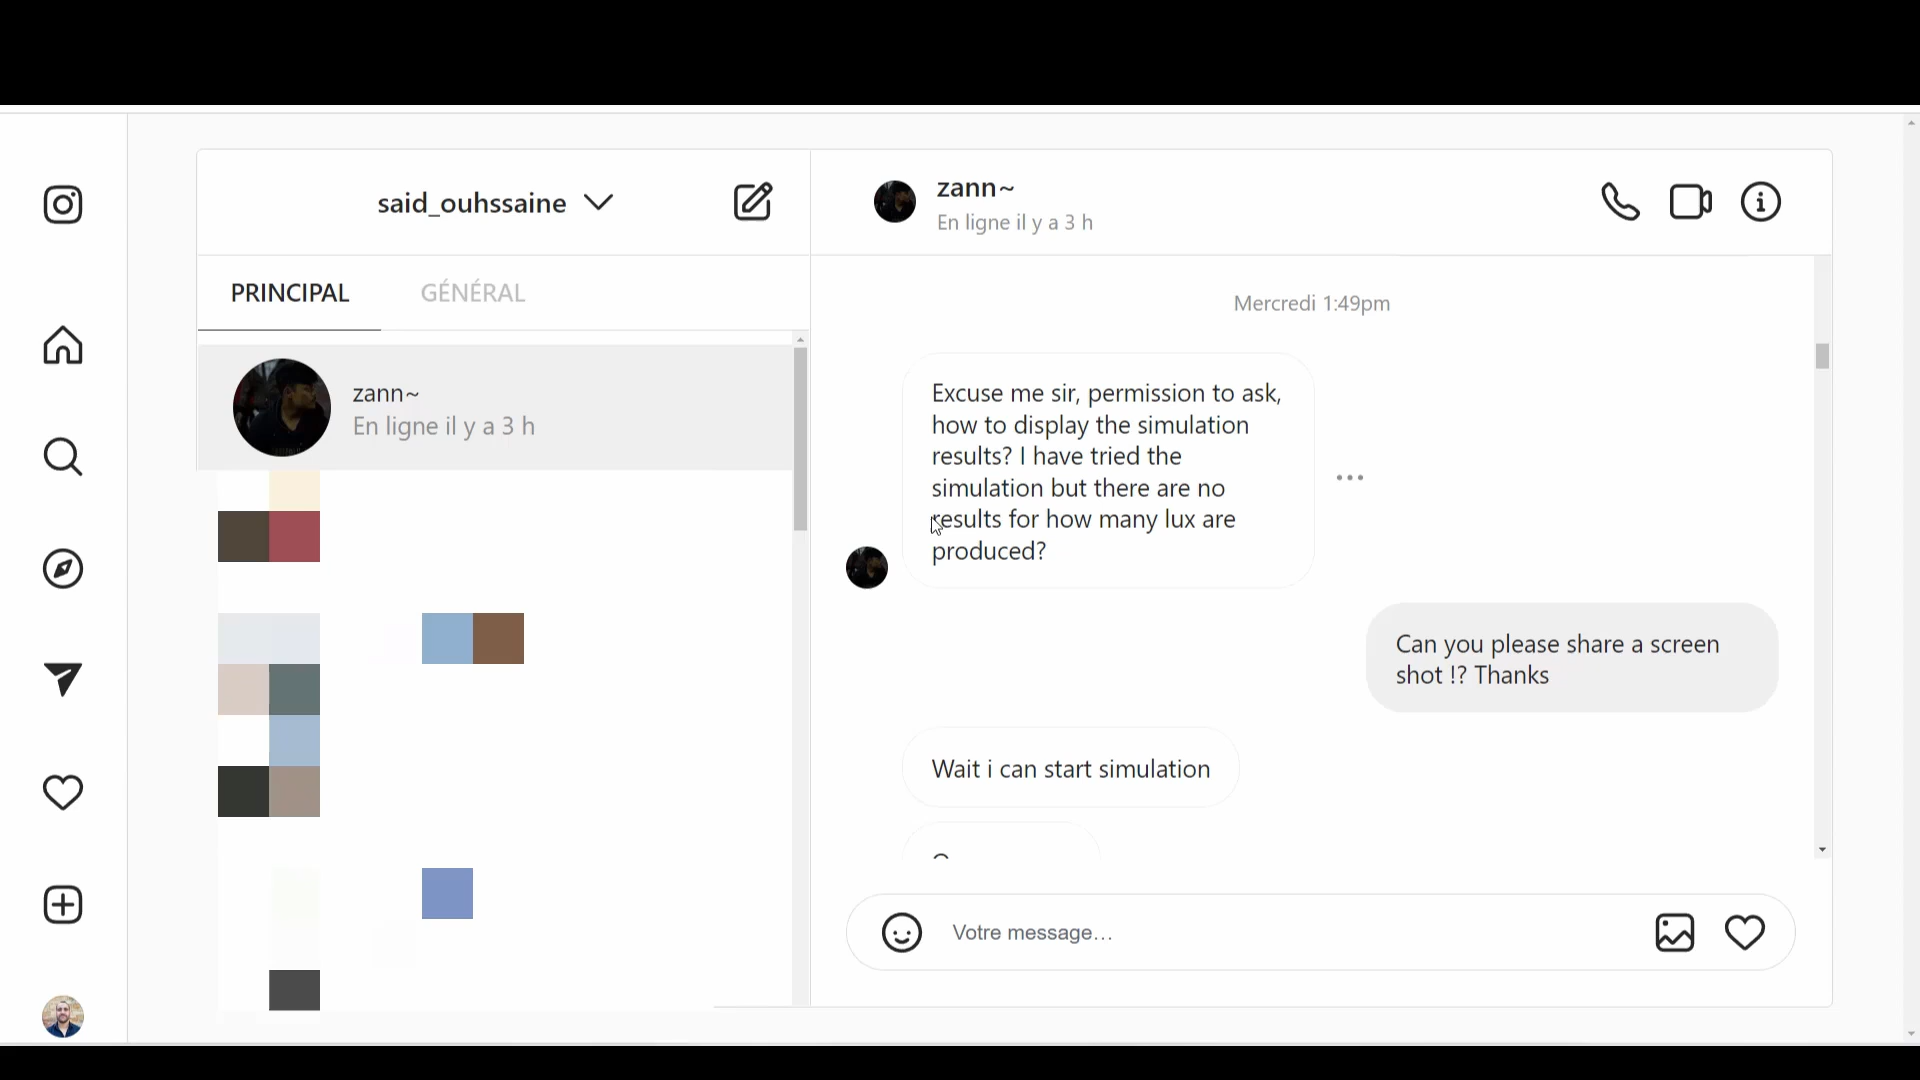 said_ouhssaine
PRINCIPAL
GÉNÉRAL
zann~
En ligne il y a 3 h
zann~
En ligne il y a 3 h
Mercredi 1:49pm
Excuse me sir, permission to ask,
how to display the simulation
results? I have tried the
simulation but there are no
results for how many lux are
produced?
Can you please share a screen
shot !? Thanks
Wait i can start simulation
Votre message...